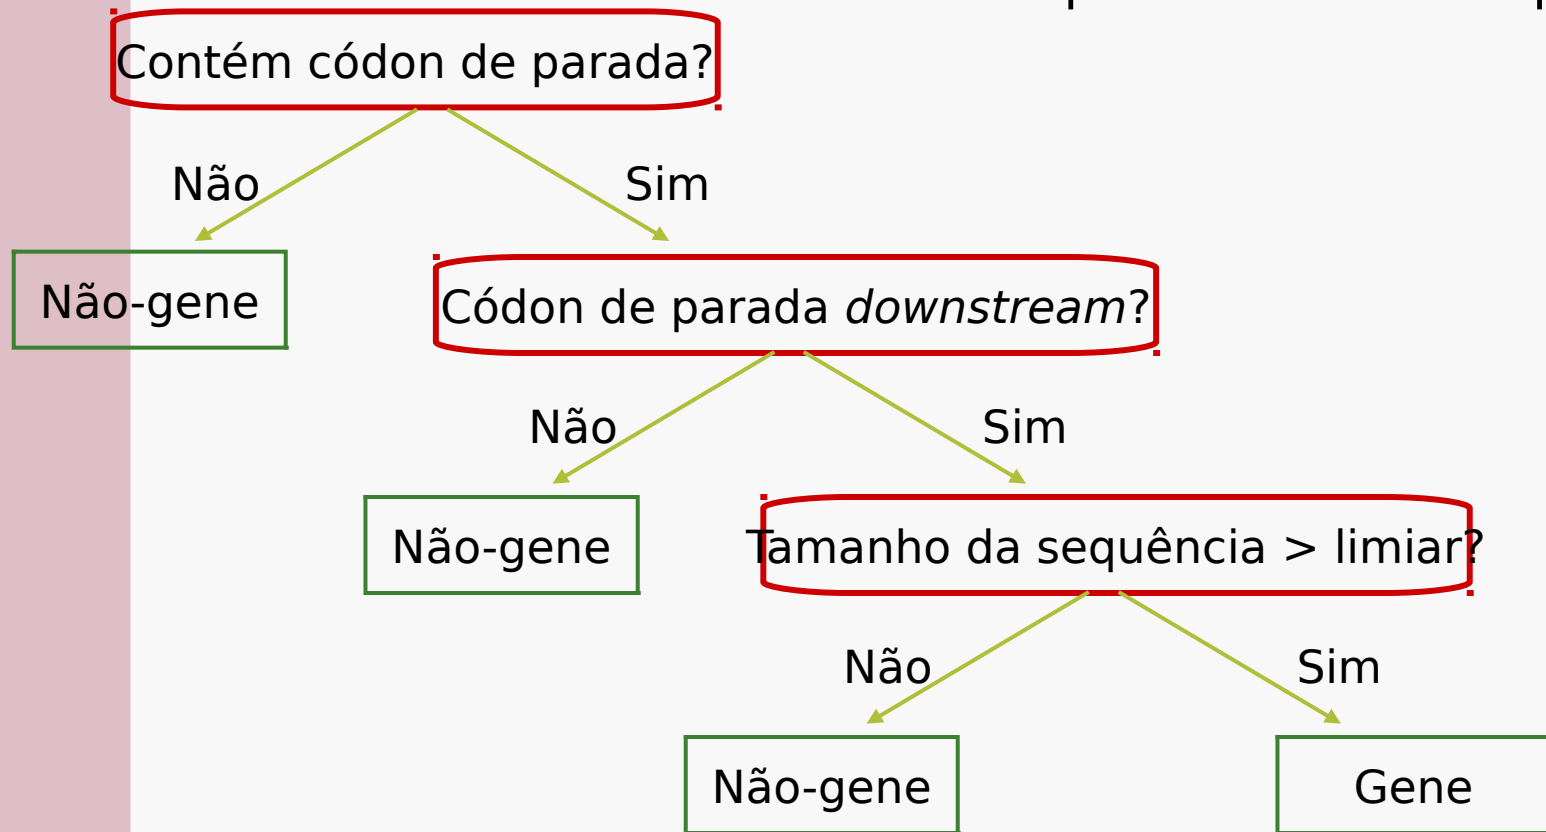 Contém códon de parada?
Não
Sim
Não-gene
Códon de parada downstream?
Não
Sim
Não-gene
Tamanho da sequência > limiar?
Não
Sim
Não-gene
Gene